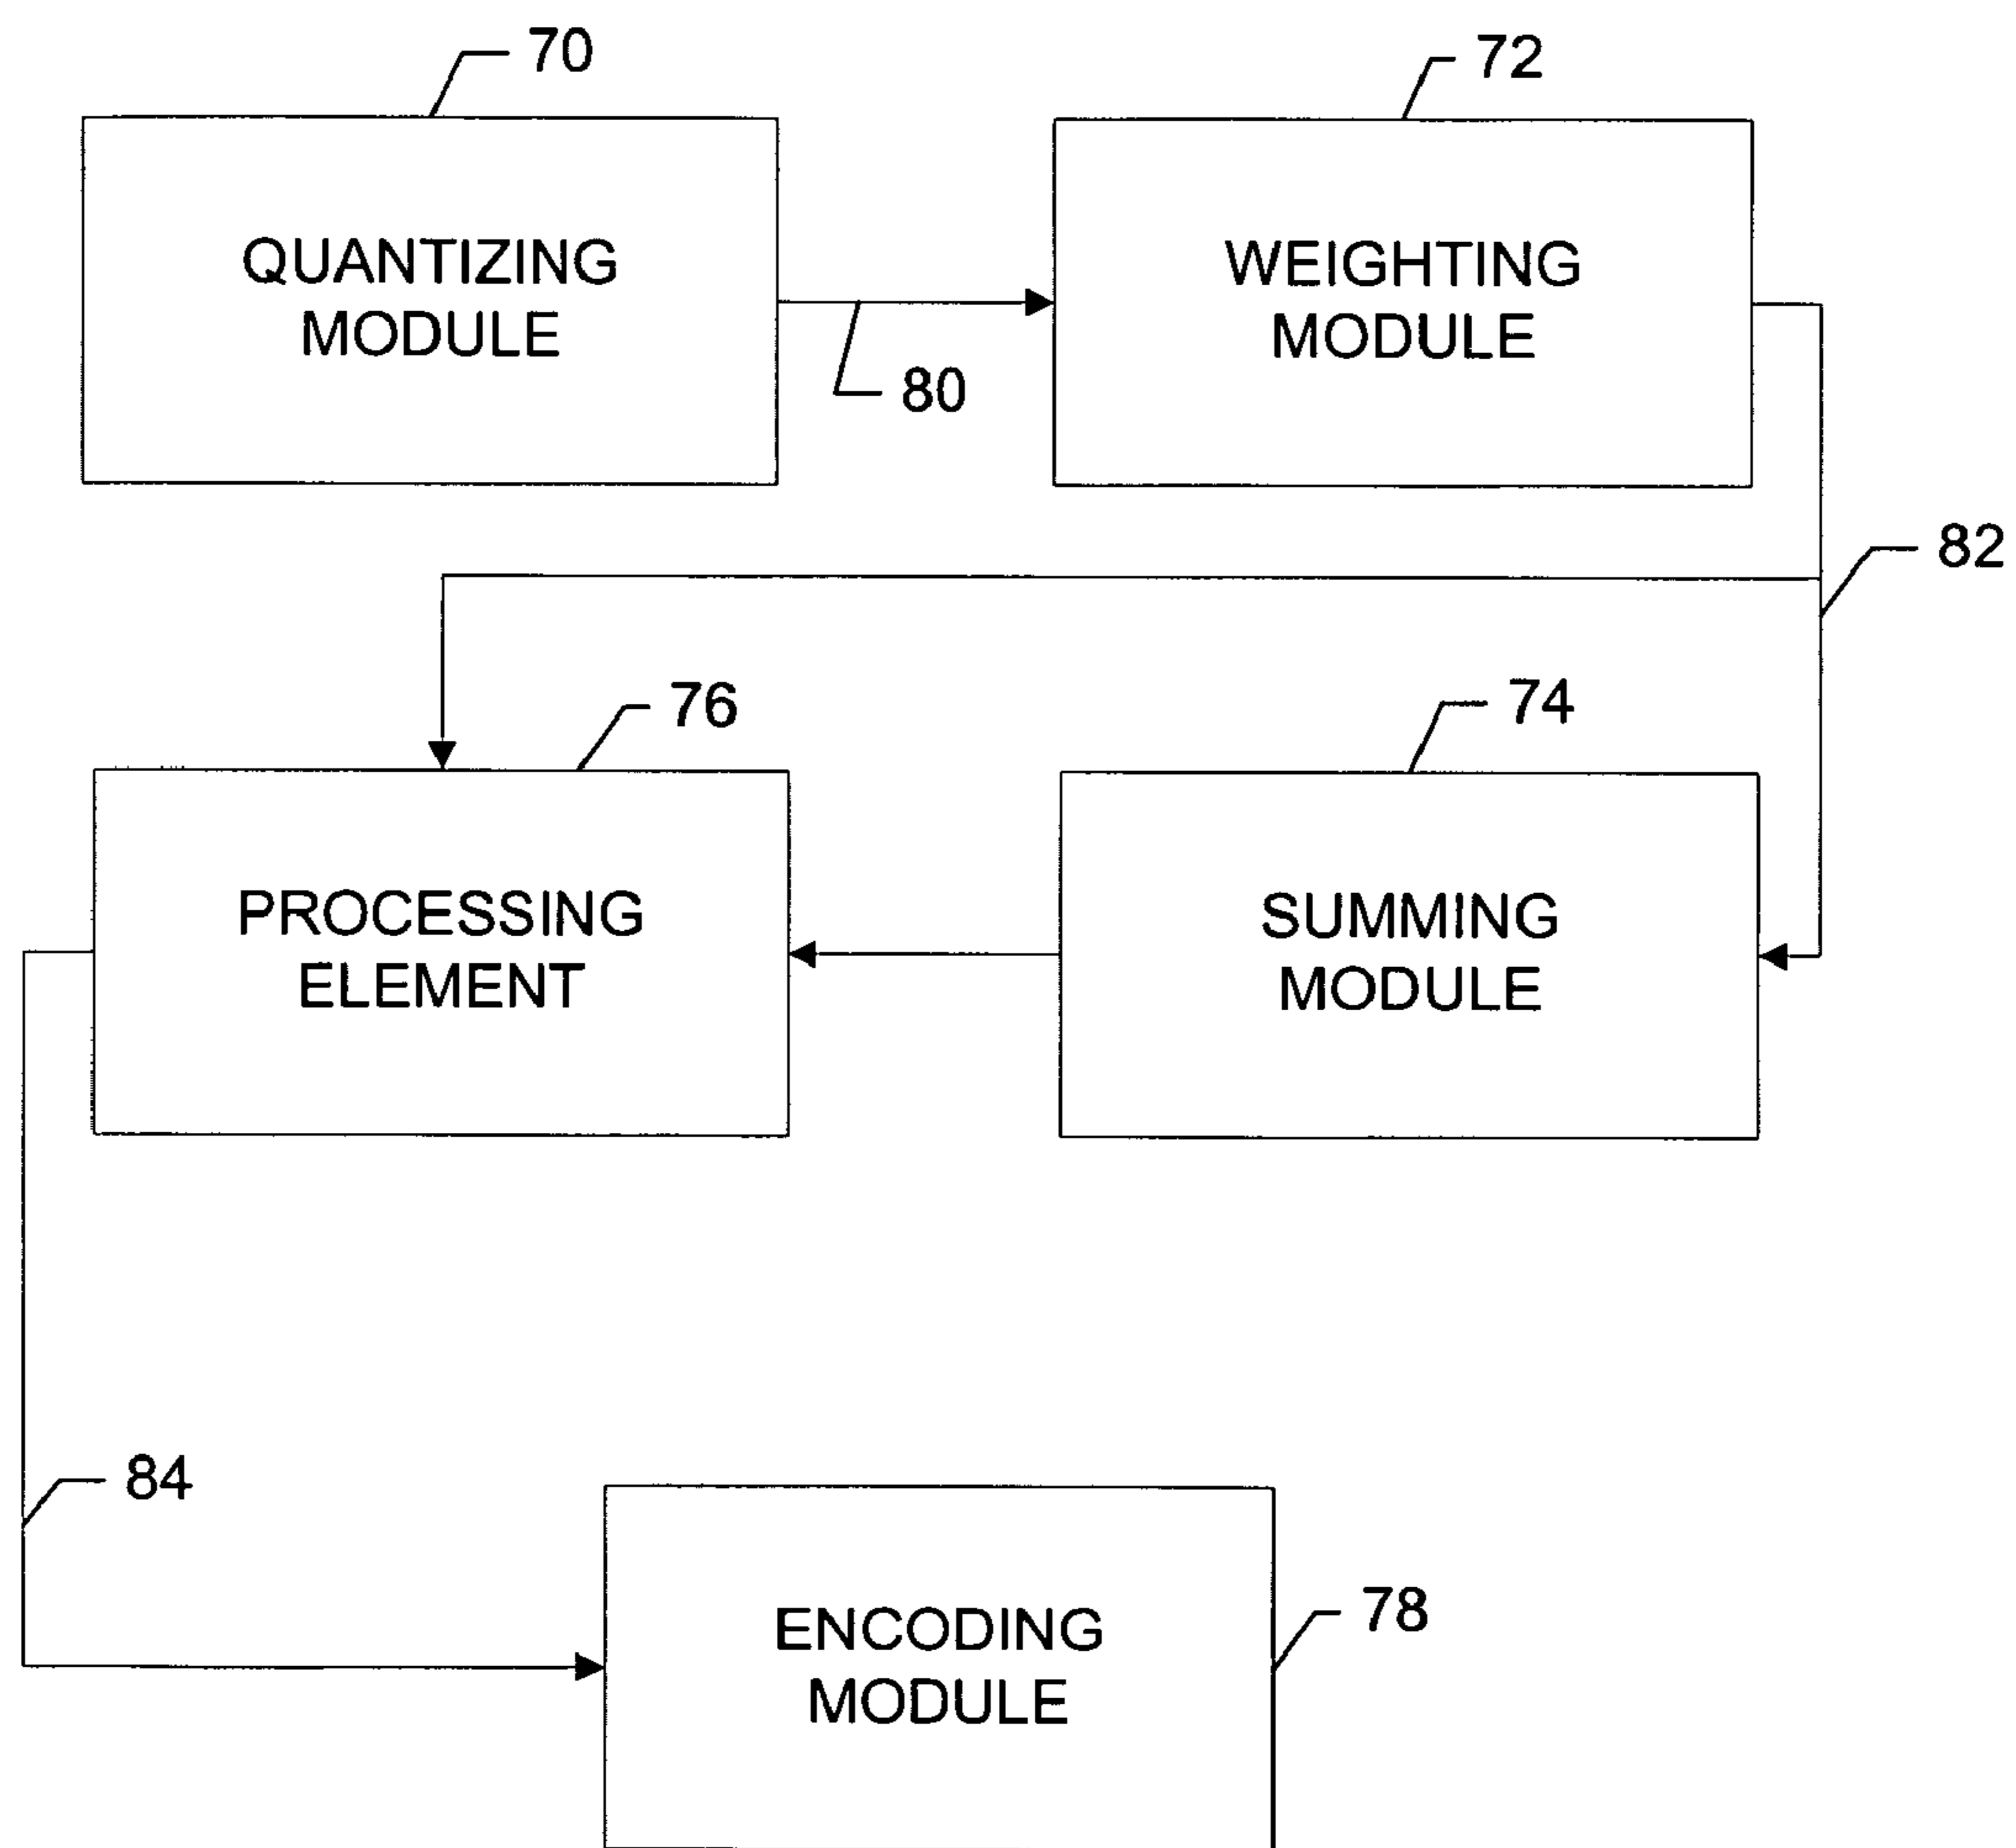 70
72
QUANTIZING
MODULE
WEIGHTING
MODULE
80
82
76
74
PROCESSING
ELEMENT
SUMMING
MODULE
84
ENCODING
MODULE
78